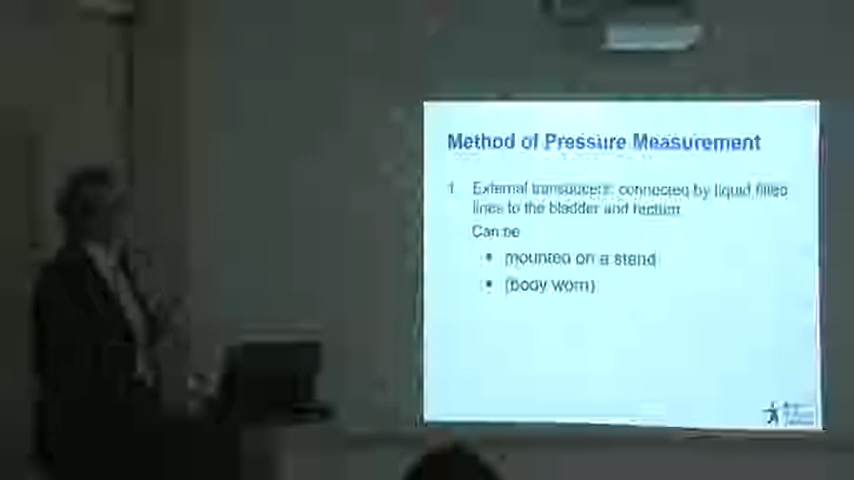 Method of Pressure Measurement
1 External transducers: connected by liquid filled
lines to the bladder and rectum
Can be
• mounted on a stand
• (body worn)